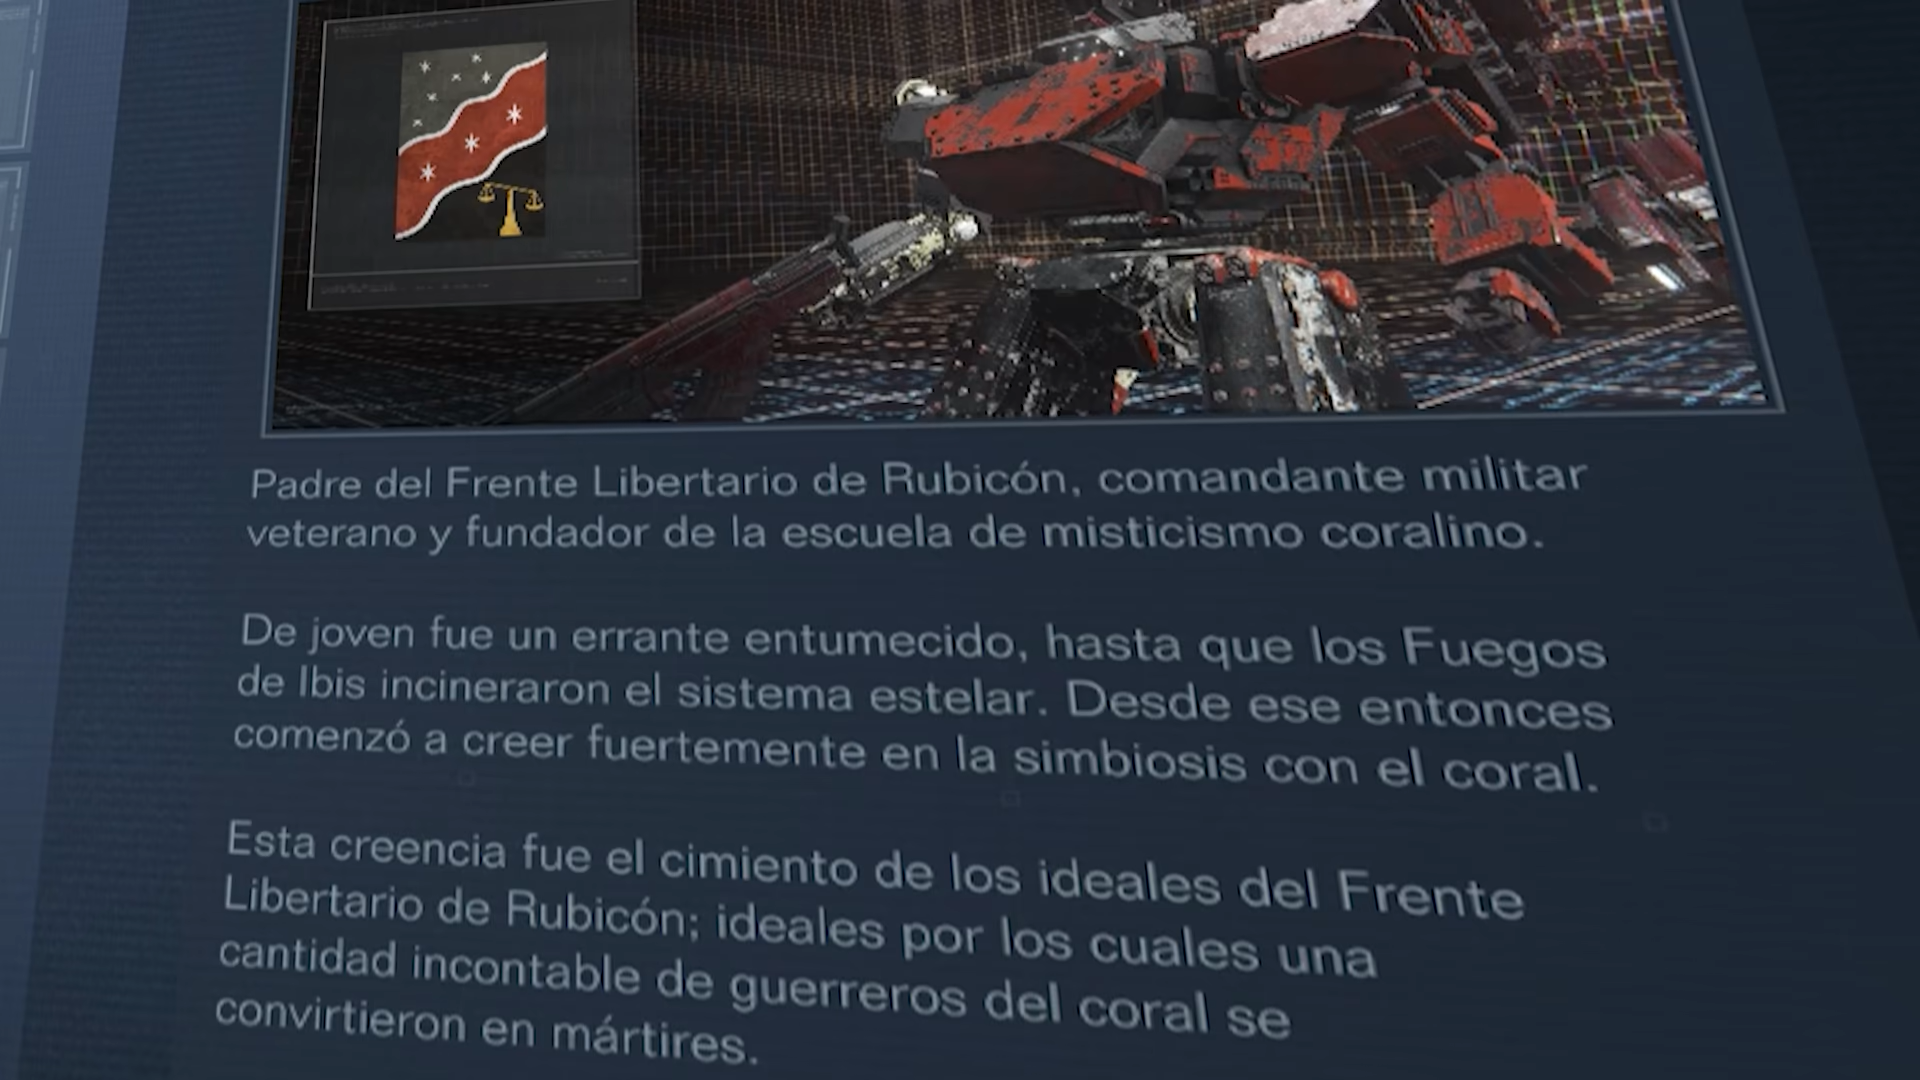 Padre del Frente Libertario de Rubicón, comandante militar
veterano y fundador de la escuela de misticismo coralino.
De joven fue un errante entumecido, hasta que los Fuegos
de Ibis incineraron el sistema estelar. Desde ese entonces
comenzó a creer fuertemente en la simbiosis con el coral.
Esta creencia fue el cimiento de los ideales del Frente
Libertario de Rubicón; ideales por los cuales una
cantidad incontable de guerreros del coral se
convirtieron en mártires.